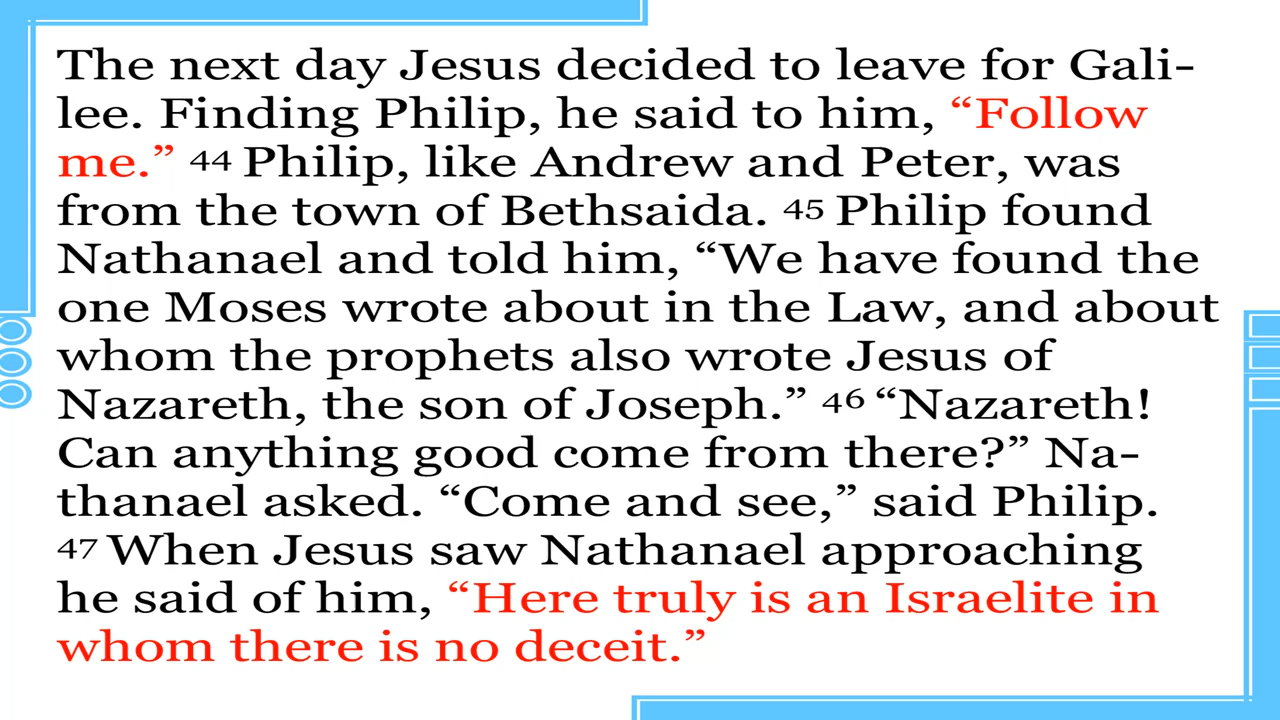 The next day Jesus decided to leave for Gali-
lee. Finding Philip, he said to him, “Follow
me.” 44 Philip, like Andrew and Peter, was
from the town of Bethsaida. 45 Philip found
Nathanael and told him, “We have found the
one Moses wrote about in the Law, and about
whom the prophets also wrote Jesus of
Nazareth, the son of Joseph.” 46 “Nazareth!
Can anything good come from there?” Na-
thanael asked. “Come and see,” said Philip.
47 When Jesus saw Nathanael approaching
he said of him, “Here truly is an Israelite in
whom there is no deceit.”